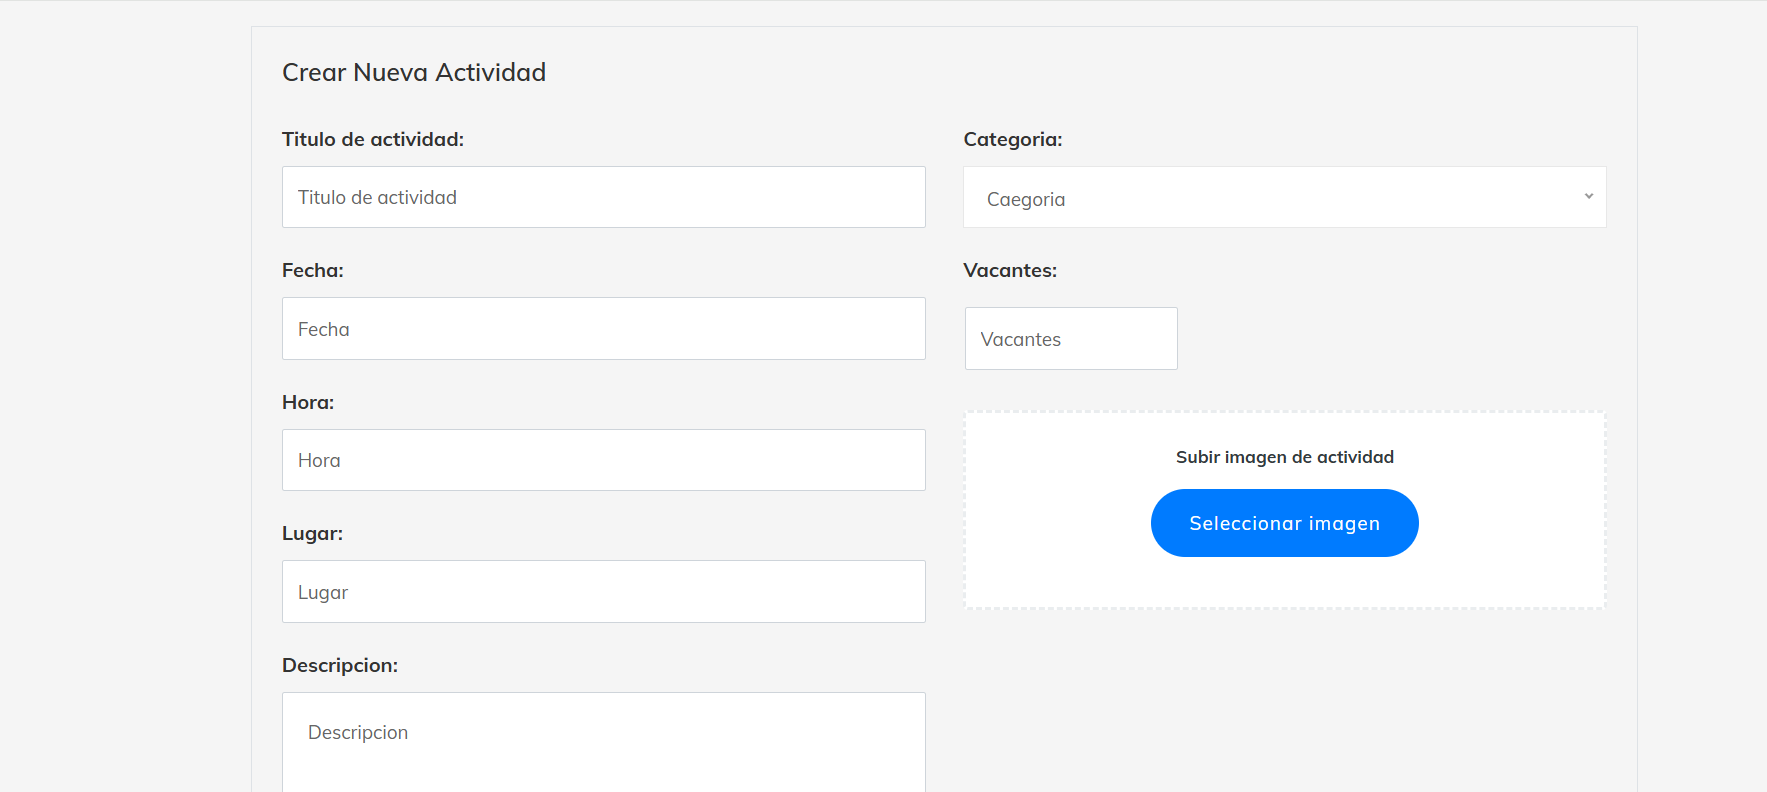 Crear Nueva Actividad
Titulo de actividad:
Titulo de actividad
Categoria:
Caegoria
Fecha:
Fecha
Vacantes:
Vacantes
Hora:
Hora
Subir imagen de actividad
Seleccionar imagen
Lugar:
Lugar
Descripcion:
Descripcion